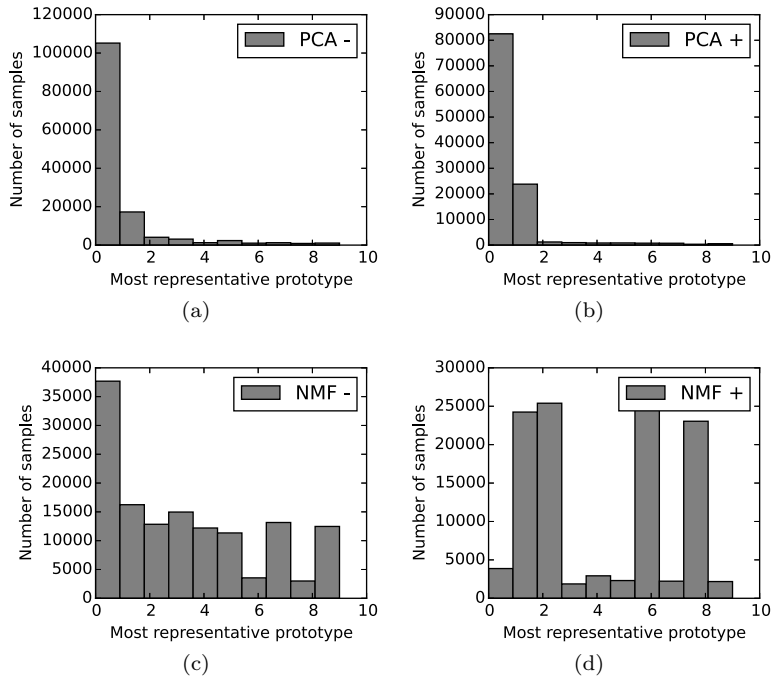 120000
100000
80000
60000
40000
20000
0
Number of samples
PCA -
0 2 4 6 8 10
Most representative prototype
(a)
90000
80000
70000
60000
50000
40000
30000
20000
10000
0
Number of samples
PCA +
0 2 4 6 8 10
Most representative prototype
(b)
40000
35000
30000
25000
20000
15000
10000
5000
0
Number of samples
NMF -
0 2 4 6 8 10
Most representative prototype
(c)
30000
25000
20000
15000
10000
5000
0
Number of samples
NMF +
0 2 4 6 8 10
Most representative prototype
(d)